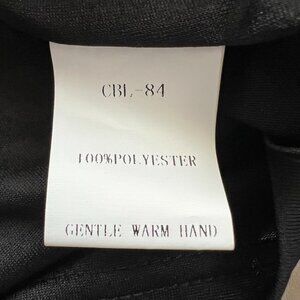 CBL-84
100%POLYESTER
GENTLE WARM HAND